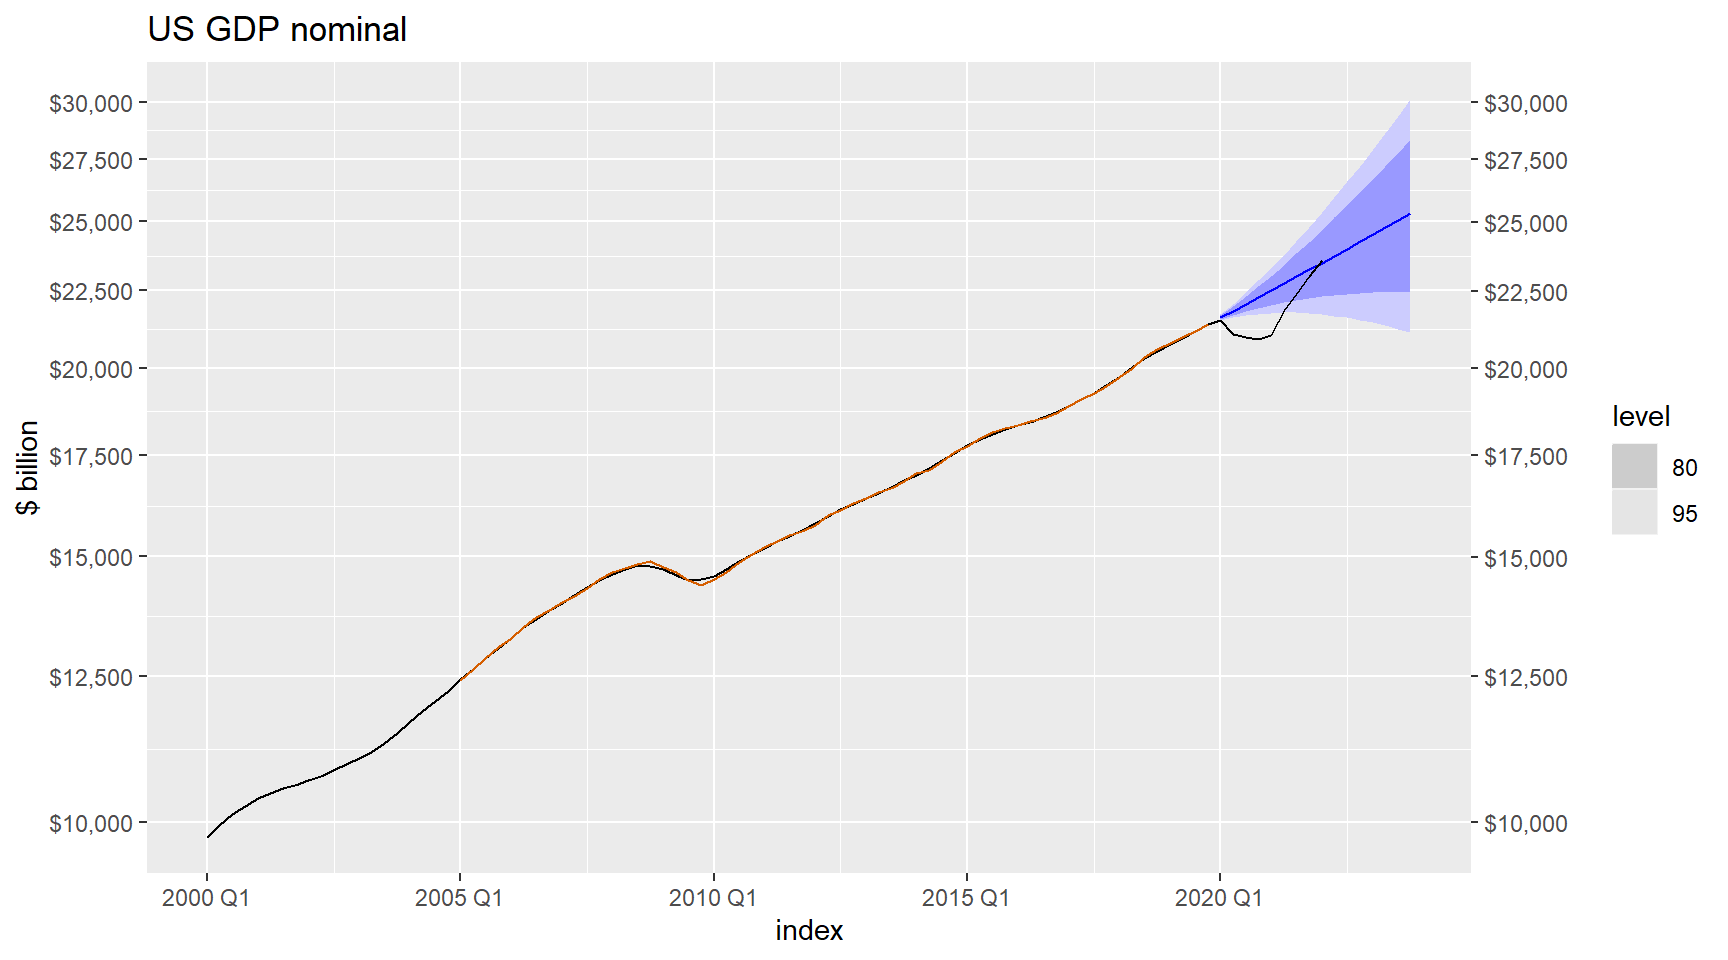 US GDP nominal
$30,000
$27,500
$25,000
$22,500
$20,000
$17,500
$15,000
$12,500
$10,000
$ billion
$30,000
$27,500
$25,000
$22,500
$20,000
$17,500
$15,000
$12,500
$10,000
2000 Q1
2005 Q1
2010 Q1
2015 Q1
2020 Q1
index
level
80
95